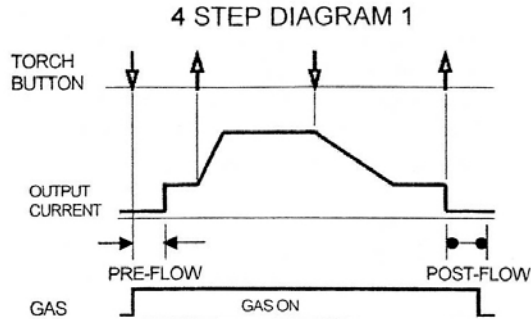 4 STEP DIAGRAM 1
TORCH
BUTTON
OUTPUT
CURRENT
PRE-FLOW
POST-FLOW
GAS
GAS ON